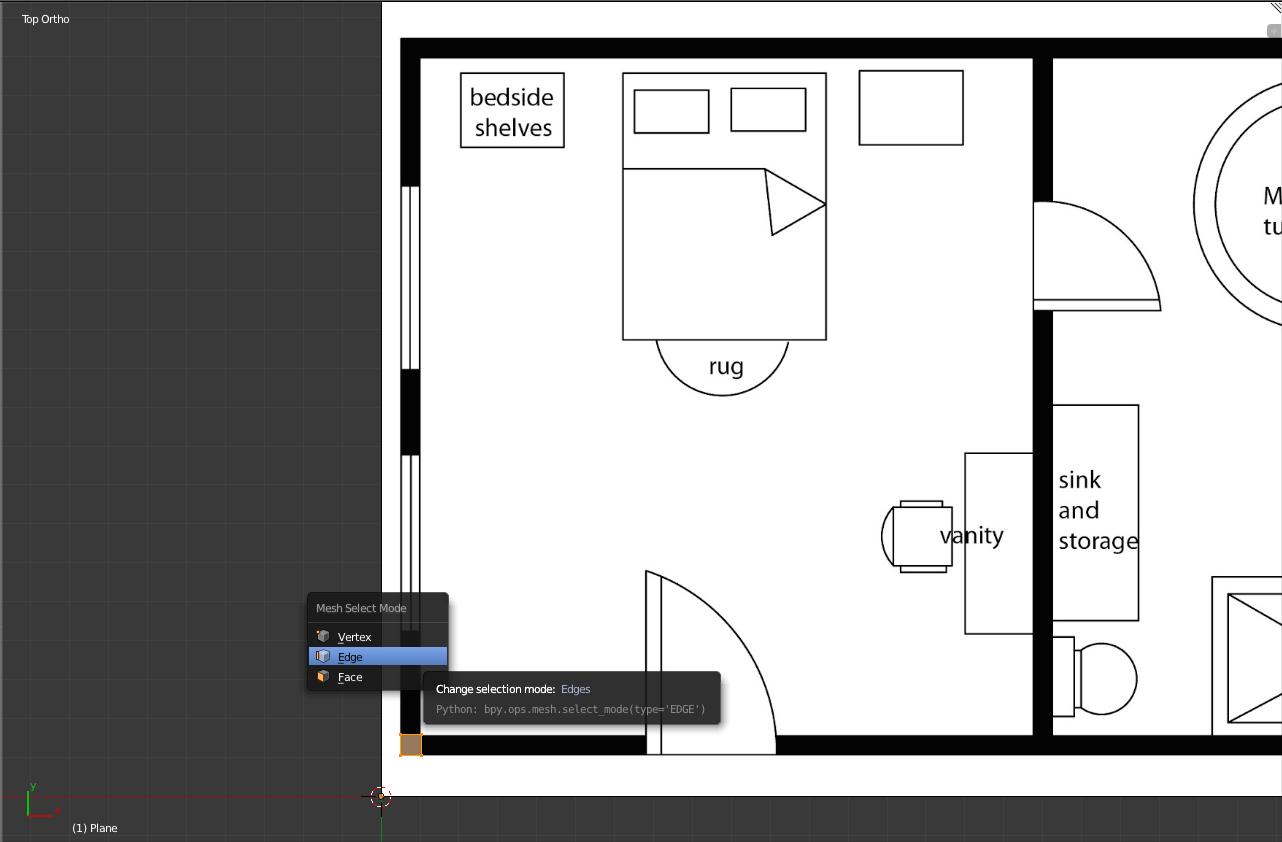 Top Ortho
bedside
shelves
M
tu
rug
sink
and
storage
vanity
Mesh Select Mode
Vertex
Edge
Face
Change selection mode: Edges
Python: bpy.ops.mesh.select_mode(type='EDGE')
y
x
(1) Plane